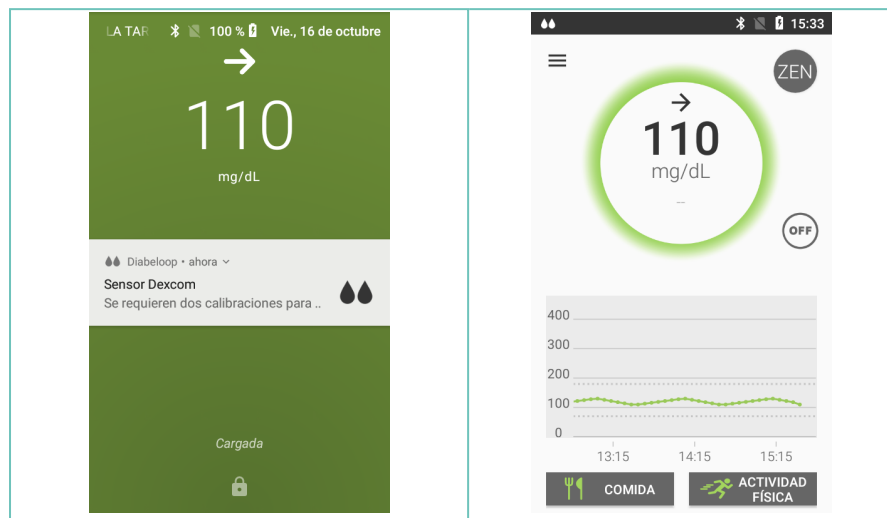 LA TAR 100 % Vie., 16 de octubre
110
mg/dL
Diabeloop • ahora
Sensor Dexcom
Se requieren dos calibraciones para ..
Cargada
15:33
ZEN
110
mg/dL
--
OFF
400
300
200
100
0
13:15 14:15 15:15
COMIDA
ACTIVIDAD
FÍSICA